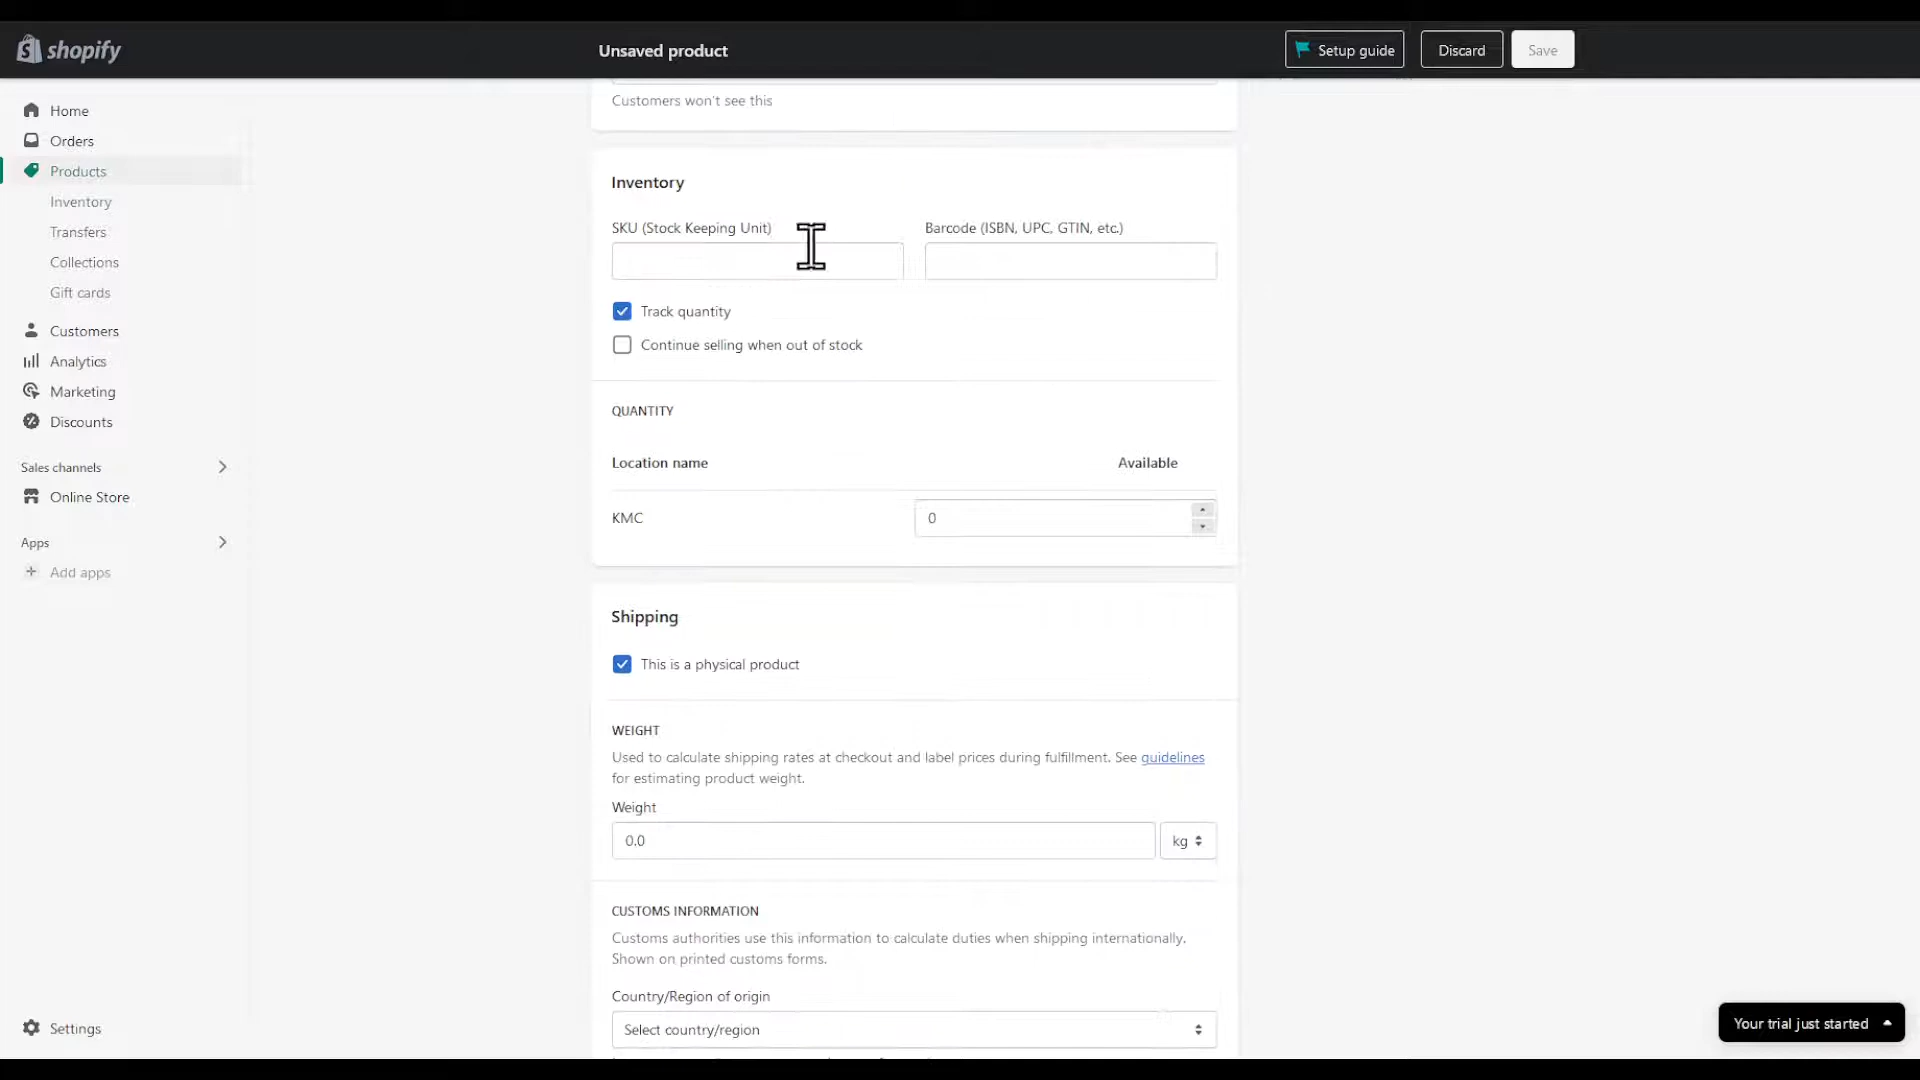 shopify
Unsaved product
Setup guide
Discard
Save
Home
Orders
Products
Inventory
Transfers
Collections
Gift cards
Customers
Analytics
Marketing
Discounts
Sales channels
Online Store
Apps
Add apps
Settings
Customers won't see this
Inventory
SKU (Stock Keeping Unit)
Barcode (ISBN, UPC, GTIN, etc.)
Track quantity
Continue selling when out of stock
QUANTITY
Location name
Available
KMC
0
Shipping
This is a physical product
WEIGHT
Used to calculate shipping rates at checkout and label prices during fulfillment. See guidelines
for estimating product weight.
Weight
0.0
kg
CUSTOMS INFORMATION
Customs authorities use this information to calculate duties when shipping internationally.
Shown on printed customs forms.
Country/Region of origin
Select country/region
Your trial just started